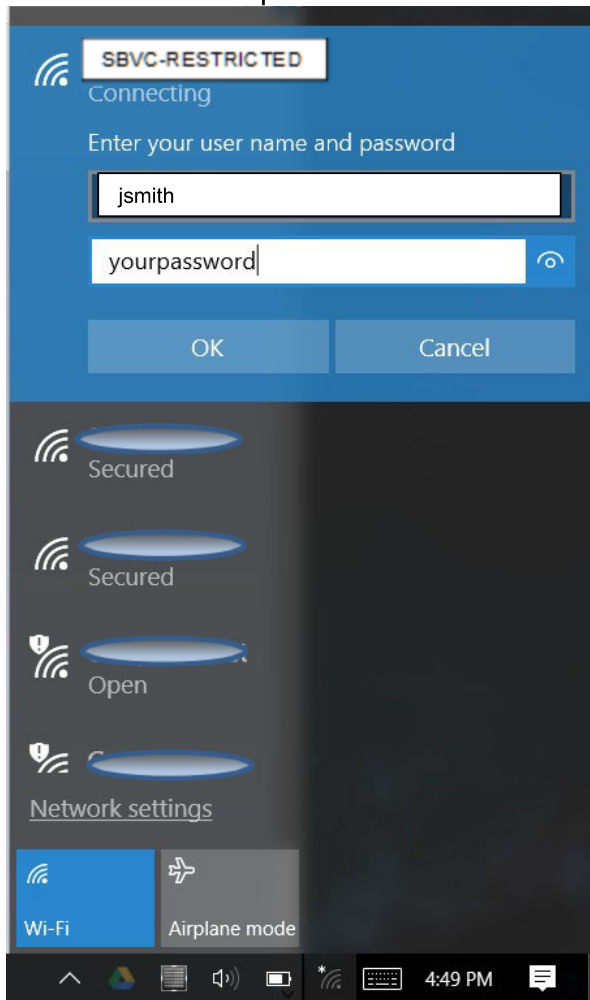 SBVC-RESTRICTED
Connecting
Enter your user name and password
jsmith
yourpassword
OK
Cancel
Secured
Secured
Open
Network settings
Wi-Fi
Airplane mode
4:49 PM